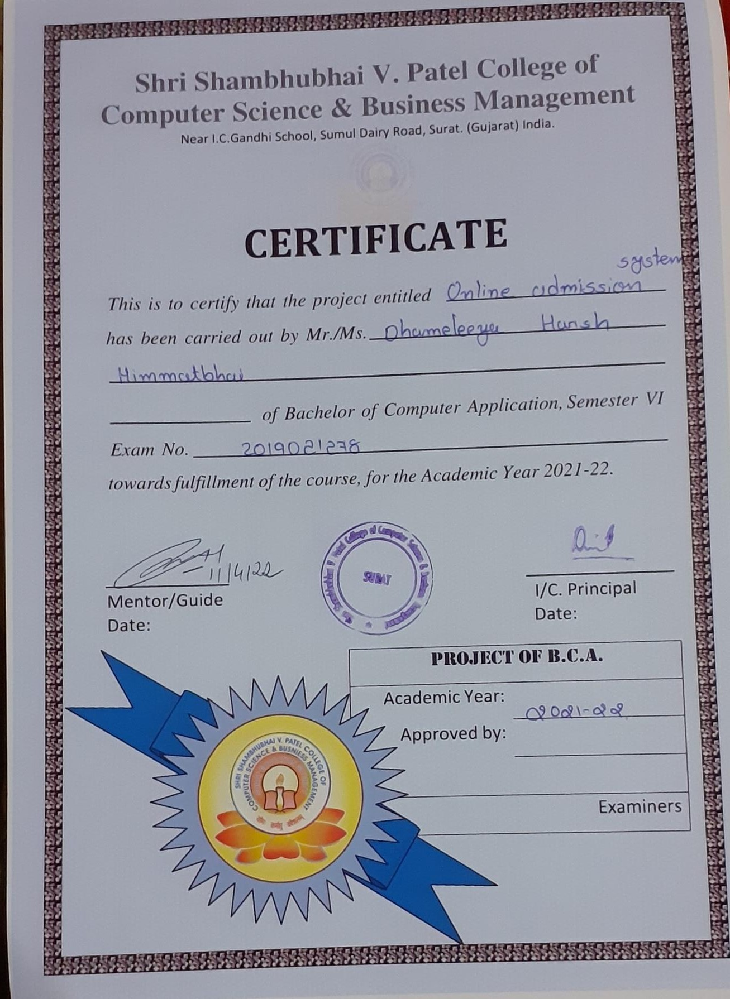 Shri Shambhubhai V. Patel College of
Computer Science & Business Management
Near I.C.Gandhi School, Sumul Dairy Road, Surat. (Gujarat) India.
CERTIFICATE
system
This is to certify that the project entitled Online admission
has been carried out by Mr./Ms. Dhameleeya Harsh
Himmatbhai
of Bachelor of Computer Application, Semester VI
Exam No. 2019021278
towards fulfillment of the course, for the Academic Year 2021-22.
11/4/22
Mentor/Guide
Date:
Shri Shambhubhai V. Patel College of Computer Science & Business Management
SURAT
I/C. Principal
Date:
PROJECT OF B.C.A.
Academic Year: 2021-22
Approved by:
Examiners
SHRI SHAMBHUBHAI V. PATEL COLLEGE OF
COMPUTER SCIENCE & BUSNIESS MANAGEMENT